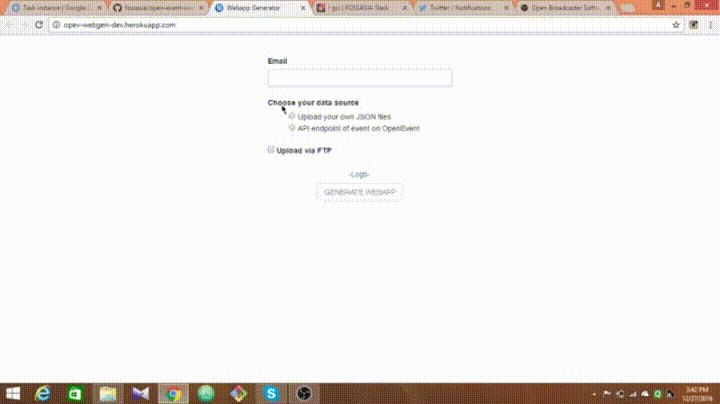 Task instance | Google
fossasia/open-event-we
Webapp Generator
FOSSASIA Slack
Twitter / Notifications
Open Broadcaster Softw
opev-webgen-dev.herokuapp.com
Email
Choose your data source
Upload your own JSON files
API endpoint of event on OpenEvent
Upload via FTP
-Logs-
GENERATE WEBAPP
3:42 PM
12/27/2016